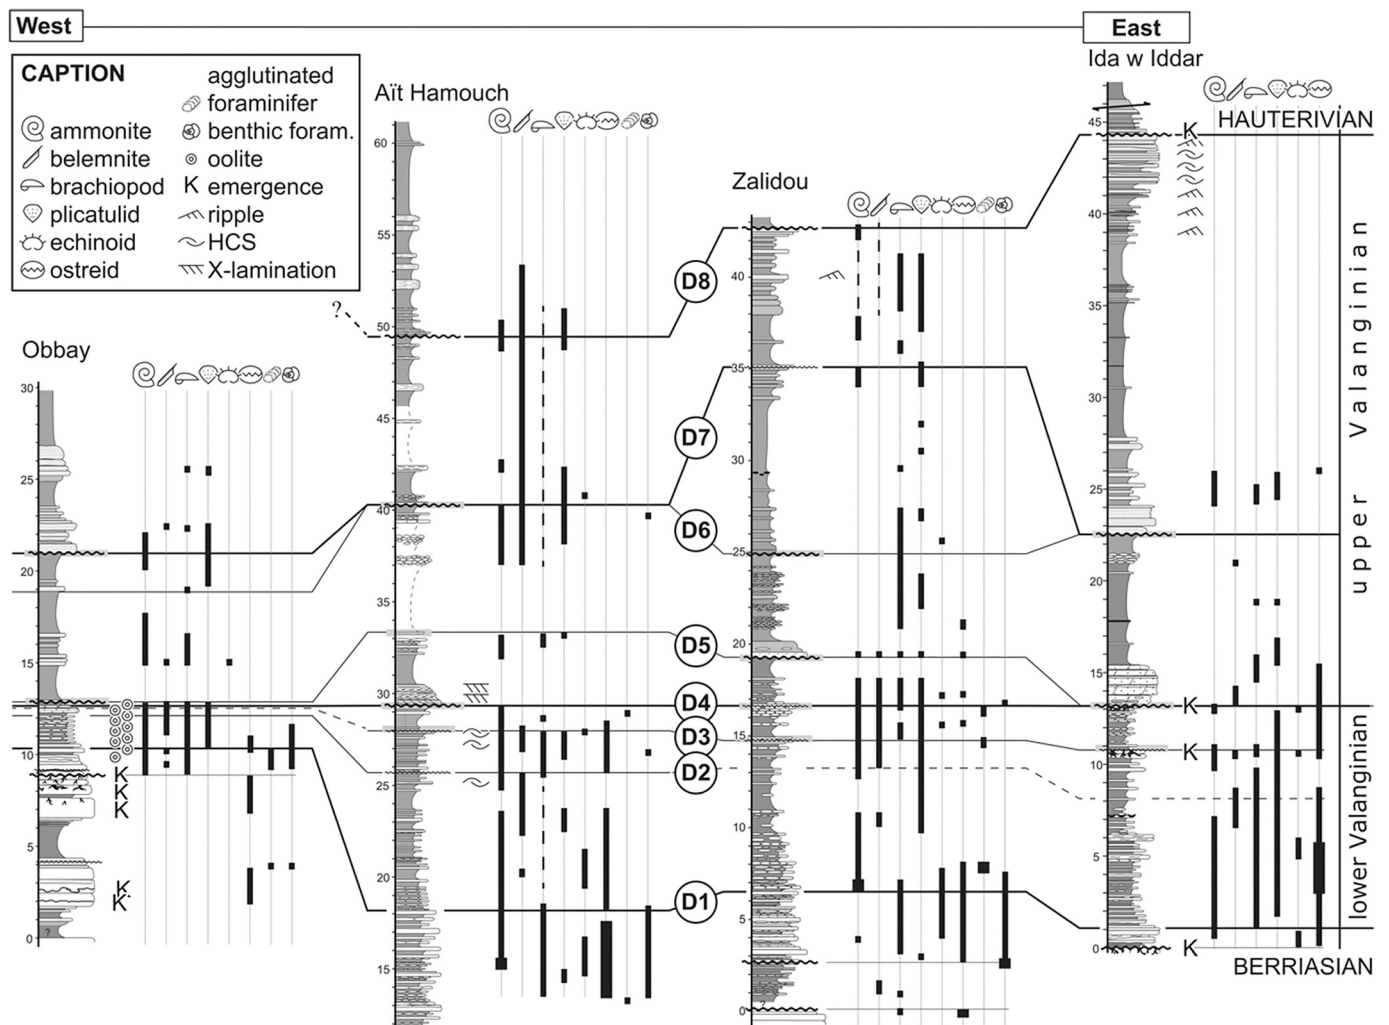 West
East
CAPTION
ammonite
belemnite
brachiopod
plicatulid
echinoid
ostreid
agglutinated
foraminifer
benthic foram.
oolite
K emergence
ripple
HCS
X-lamination
Obbay
30
25
20
15
10
5
0
?
K
K
K
K
K
?
Aït Hamouch
60
55
50
45
40
35
30
25
20
15
D8
D7
D6
D5
D4
D3
D2
D1
Zalidou
40
35
30
25
20
15
10
5
0
?
Ida w Iddar
45
40
35
30
25
20
15
10
5
0
K
K
K
K
HAUTERIVIAN
upper Valanginian
lower Valanginian
BERRIASIAN